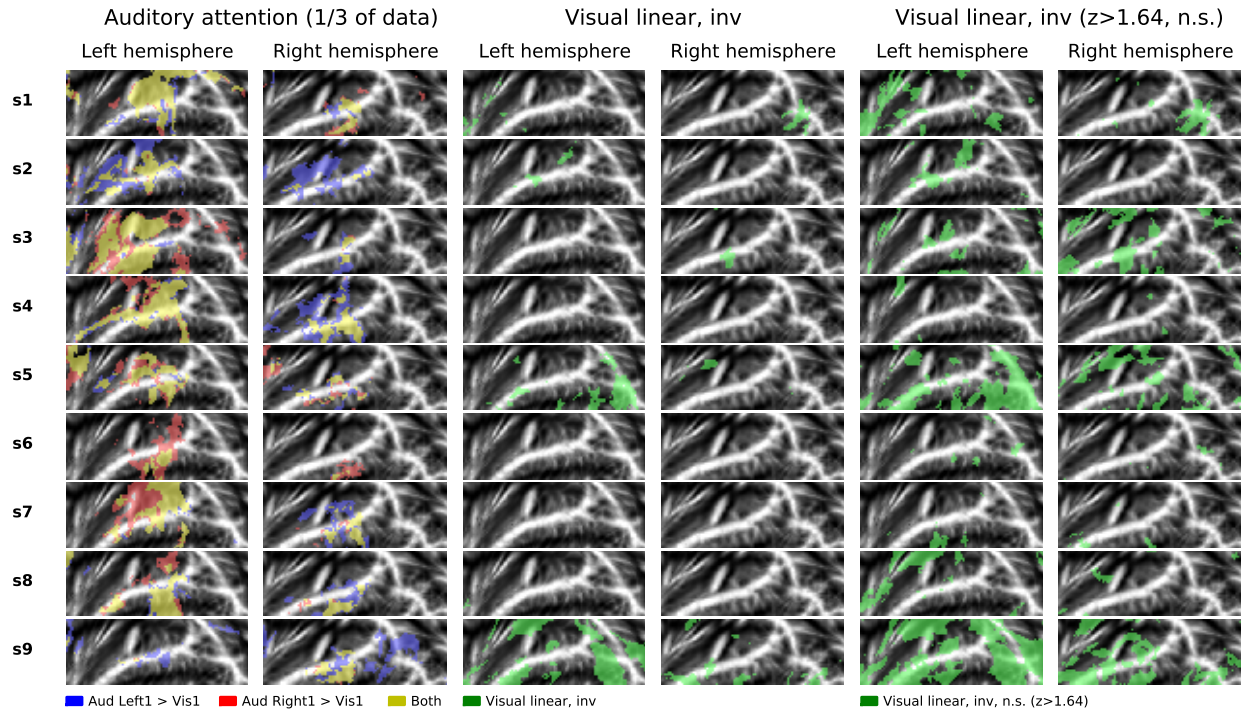 Auditory attention (1/3 of data) Visual linear, inv Visual linear, inv (z>1.64, n.s.)
Left hemisphere Right hemisphere Left hemisphere Right hemisphere Left hemisphere Right hemisphere
s1
s2
s3
s4
s5
s6
s7
s8
s9
Aud Left1 > Vis1 Aud Right1 > Vis1 Both Visual linear, inv Visual linear, inv, n.s. (z>1.64)